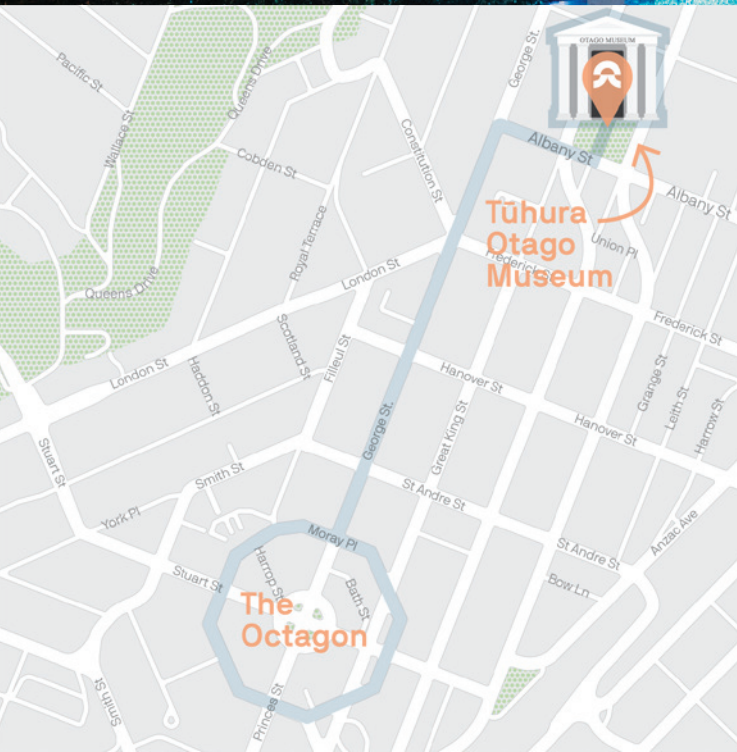 OTAGO MUSEUM
George St.
Pacific St
Queens Drive
Wallace St
Constitution St
Albany St
Cobden St
Albany St
Tūhura
Otago
Museum
Union Pl
Royal Terrace
Frederick St
London St
Queens Drive
Frederick St
Scotland St
Filleul St
Haddon St
London St
Hanover St
Grange St
Leith St
Harrow St
George St.
Great King St
Hanover St
Stuart St
Smith St
St Andre St
York Pl
Anzac Ave
Moray Pl
St Andre St
Harrop St
Stuart St
Bath St
Bow Ln
The
Octagon
Princes St
Smith St